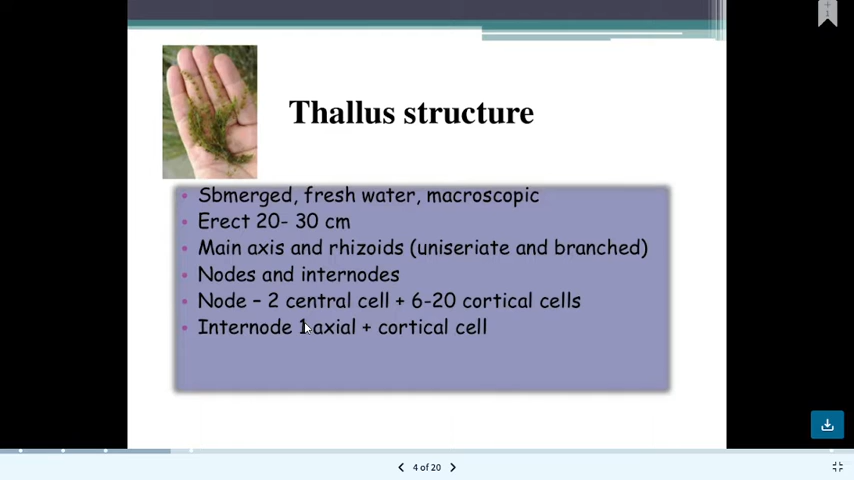 Thallus structure
• Sbmerged, fresh water, macroscopic
• Erect 20- 30 cm
• Main axis and rhizoids (uniseriate and branched)
• Nodes and internodes
• Node – 2 central cell + 6-20 cortical cells
• Internode 1 axial + cortical cell
4 of 20